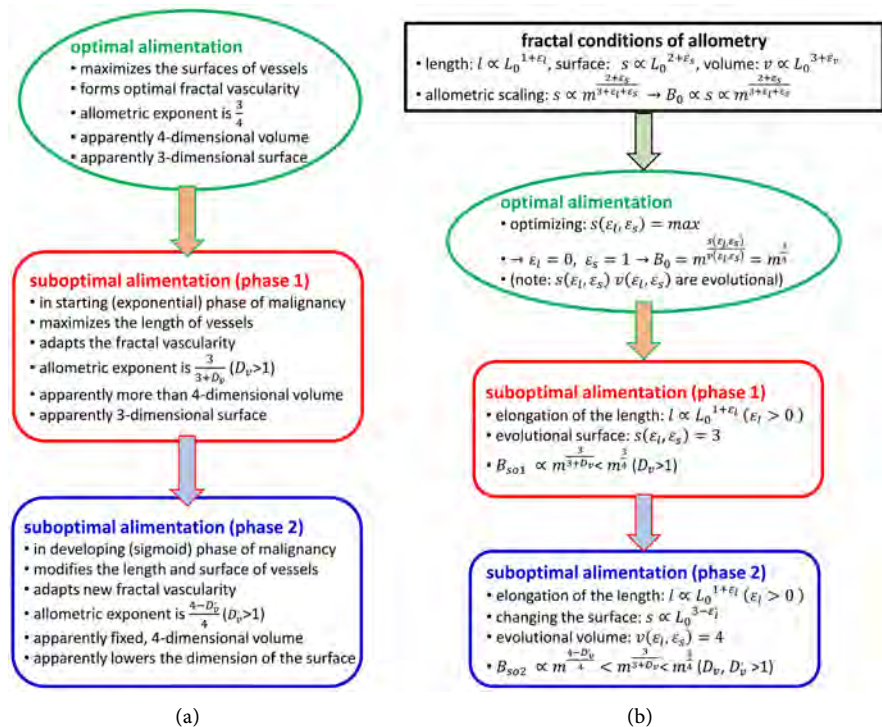 optimal alimentation
• maximizes the surfaces of vessels
• forms optimal fractal vascularity
• allometric exponent is 3/4
• apparently 4-dimensional volume
• apparently 3-dimensional surface
suboptimal alimentation (phase 1)
• in starting (exponential) phase of malignancy
• maximizes the length of vessels
• adapts the fractal vascularity
• allometric exponent is 3/(3+D_v) (D_v>1)
• apparently more than 4-dimensional volume
• apparently 3-dimensional surface
suboptimal alimentation (phase 2)
• in developing (sigmoid) phase of malignancy
• modifies the length and surface of vessels
• adapts new fractal vascularity
• allometric exponent is (4−D'_v)/4 (D'_v>1)
• apparently fixed, 4-dimensional volume
• apparently lowers the dimension of the surface
(a)
fractal conditions of allometry
• length: l ∝ L_0^(1+ε_l), surface: s ∝ L_0^(2+ε_s), volume: v ∝ L_0^(3+ε_v)
• allometric scaling: s ∝ m^((2+ε_s)/(3+ε_l+ε_s)) → B_0 ∝ s ∝ m^((2+ε_s)/(3+ε_l+ε_s))
optimal alimentation
• optimizing: s(ε_l, ε_s) = max
• → ε_l = 0, ε_s = 1 → B_0 = m^(s(ε_l,ε_s)/v(ε_l,ε_s)) = m^(3/4)
• (note: s(ε_l, ε_s) v(ε_l, ε_s) are evolutional)
suboptimal alimentation (phase 1)
• elongation of the length: l ∝ L_0^(1+ε_l) (ε_l > 0 )
• evolutional surface: s(ε_l, ε_s) = 3
• B_so1 ∝ m^(3/(3+D_v)) < m^(3/4) (D_v>1)
suboptimal alimentation (phase 2)
• elongation of the length: l ∝ L_0^(1+ε_l) (ε_l > 0 )
• changing the surface: s ∝ L_0^(3−ε'_l)
• evolutional volume: v(ε_l, ε_s) = 4
• B_so2 ∝ m^((4−D'_v)/4) < m^(3/(3+D_v)) < m^(3/4) (D_v, D'_v >1)
(b)